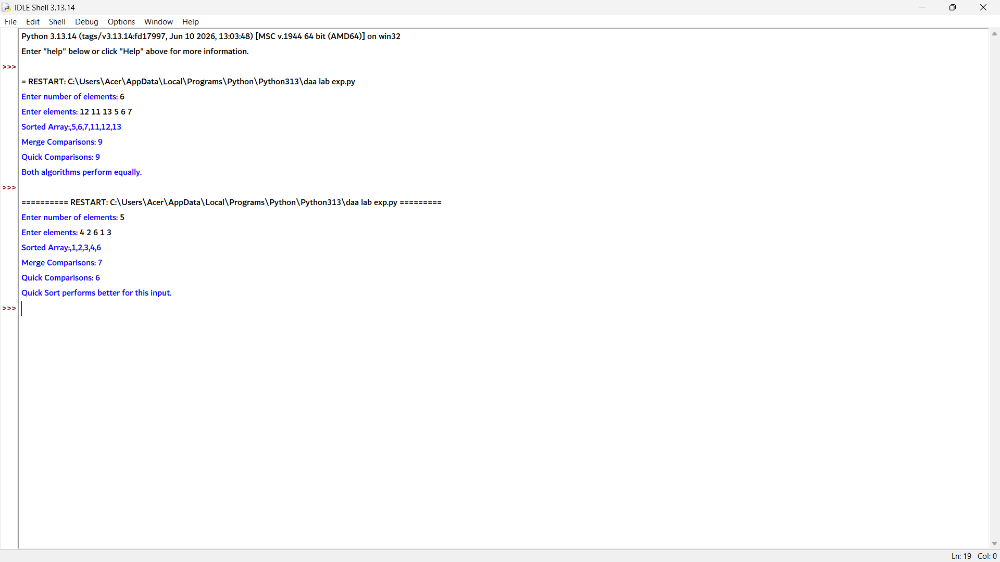 IDLE Shell 3.13.14
File Edit Shell Debug Options Window Help
Python 3.13.14 (tags/v3.13.14:fd17997, Jun 10 2026, 13:03:48) [MSC v.1944 64 bit (AMD64)] on win32
Enter "help" below or click "Help" above for more information.
>>>
= RESTART: C:\Users\Acer\AppData\Local\Programs\Python\Python313\daa lab exp.py
Enter number of elements: 6
Enter elements: 12 11 13 5 6 7
Sorted Array:,5,6,7,11,12,13
Merge Comparisons: 9
Quick Comparisons: 9
Both algorithms perform equally.
>>>
========== RESTART: C:\Users\Acer\AppData\Local\Programs\Python\Python313\daa lab exp.py =========
Enter number of elements: 5
Enter elements: 4 2 6 1 3
Sorted Array:,1,2,3,4,6
Merge Comparisons: 7
Quick Comparisons: 6
Quick Sort performs better for this input.
>>>
Ln: 19 Col: 0